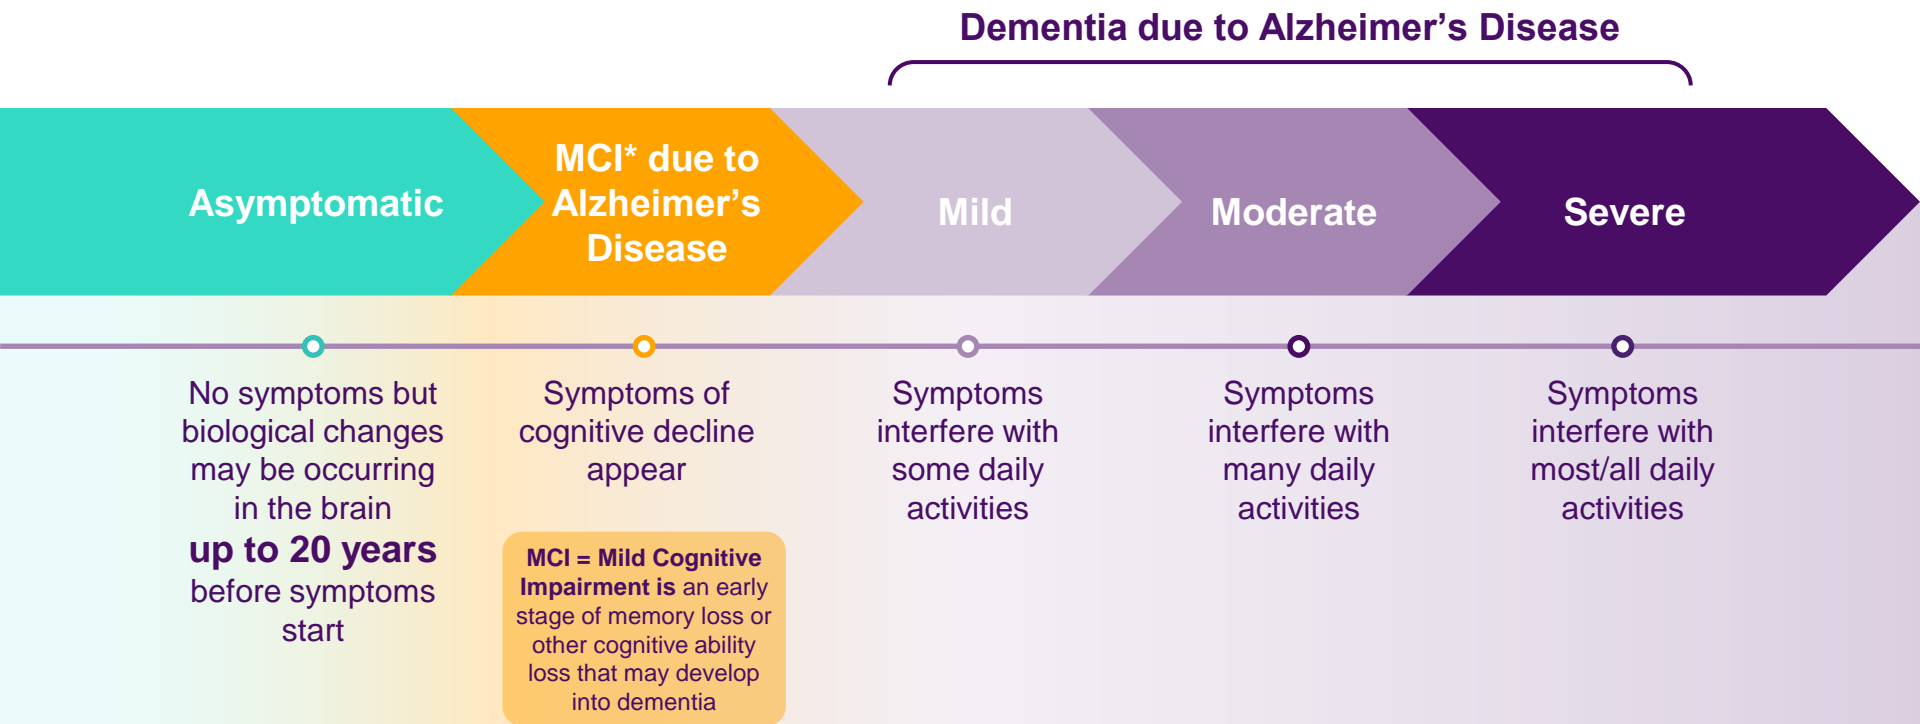 Dementia due to Alzheimer’s Disease
Asymptomatic
MCI* due to
Alzheimer’s
Disease
Mild
Moderate
Severe
No symptoms but
biological changes
may be occurring
in the brain
up to 20 years
before symptoms
start
Symptoms of
cognitive decline
appear
MCI = Mild Cognitive
Impairment is an early
stage of memory loss or
other cognitive ability
loss that may develop
into dementia
Symptoms
interfere with
some daily
activities
Symptoms
interfere with
many daily
activities
Symptoms
interfere with
most/all daily
activities